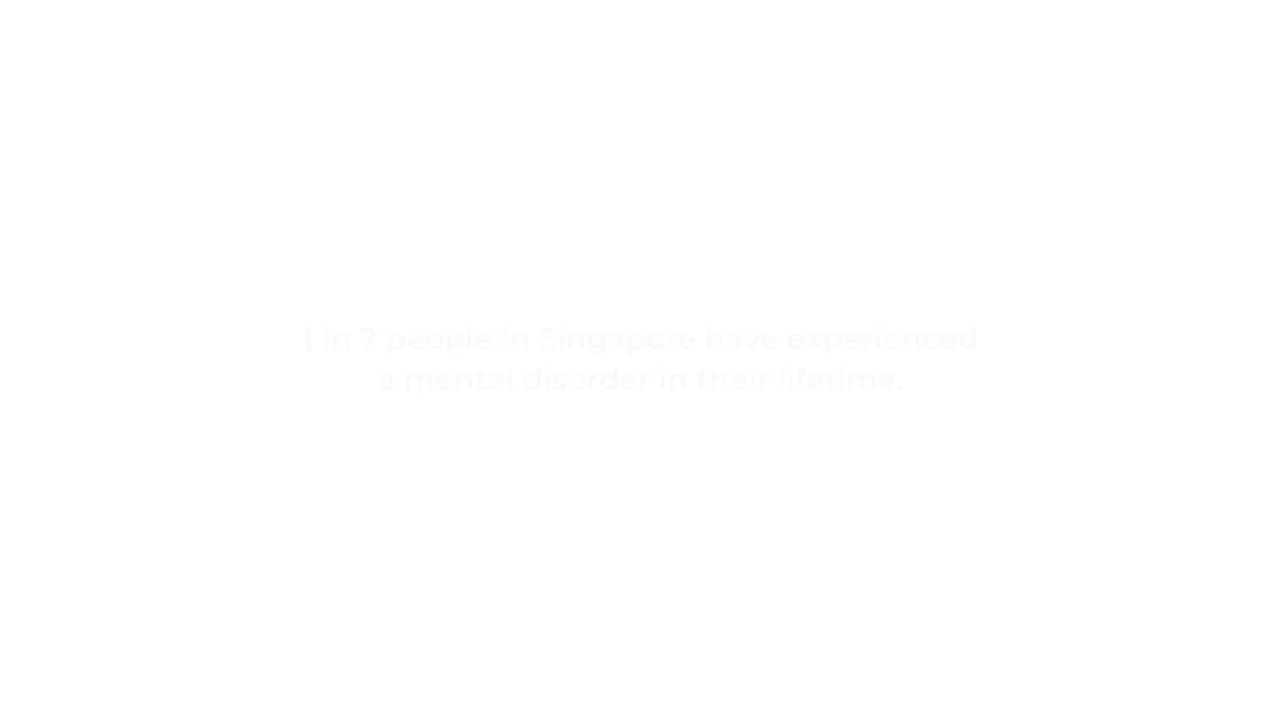 1 in 7 people in Singapore have experienced
a mental disorder in their lifetime.